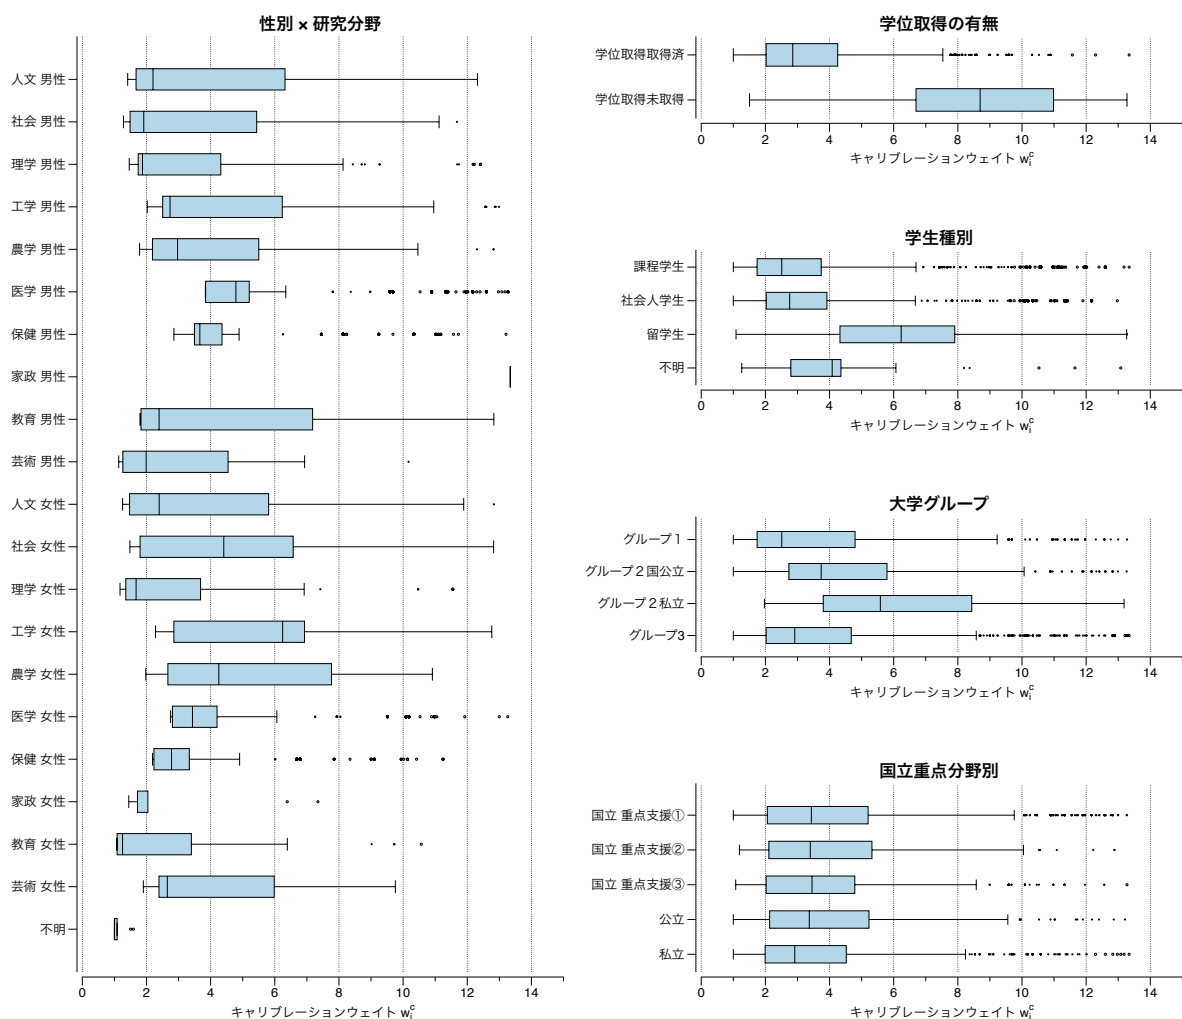 性別 × 研究分野
人文 男性
社会 男性
理学 男性
工学 男性
農学 男性
医学 男性
保健 男性
家政 男性
教育 男性
芸術 男性
人文 女性
社会 女性
理学 女性
工学 女性
農学 女性
医学 女性
保健 女性
家政 女性
教育 女性
芸術 女性
不明
0 2 4 6 8 10 12 14
キャリブレーションウェイト w_i^c
学位取得の有無
学位取得取得済
学位取得未取得
0 2 4 6 8 10 12 14
キャリブレーションウェイト w_i^c
学生種別
課程学生
社会人学生
留学生
不明
0 2 4 6 8 10 12 14
キャリブレーションウェイト w_i^c
大学グループ
グループ1
グループ2国公立
グループ2私立
グループ3
0 2 4 6 8 10 12 14
キャリブレーションウェイト w_i^c
国立重点分野別
国立 重点支援①
国立 重点支援②
国立 重点支援③
公立
私立
0 2 4 6 8 10 12 14
キャリブレーションウェイト w_i^c